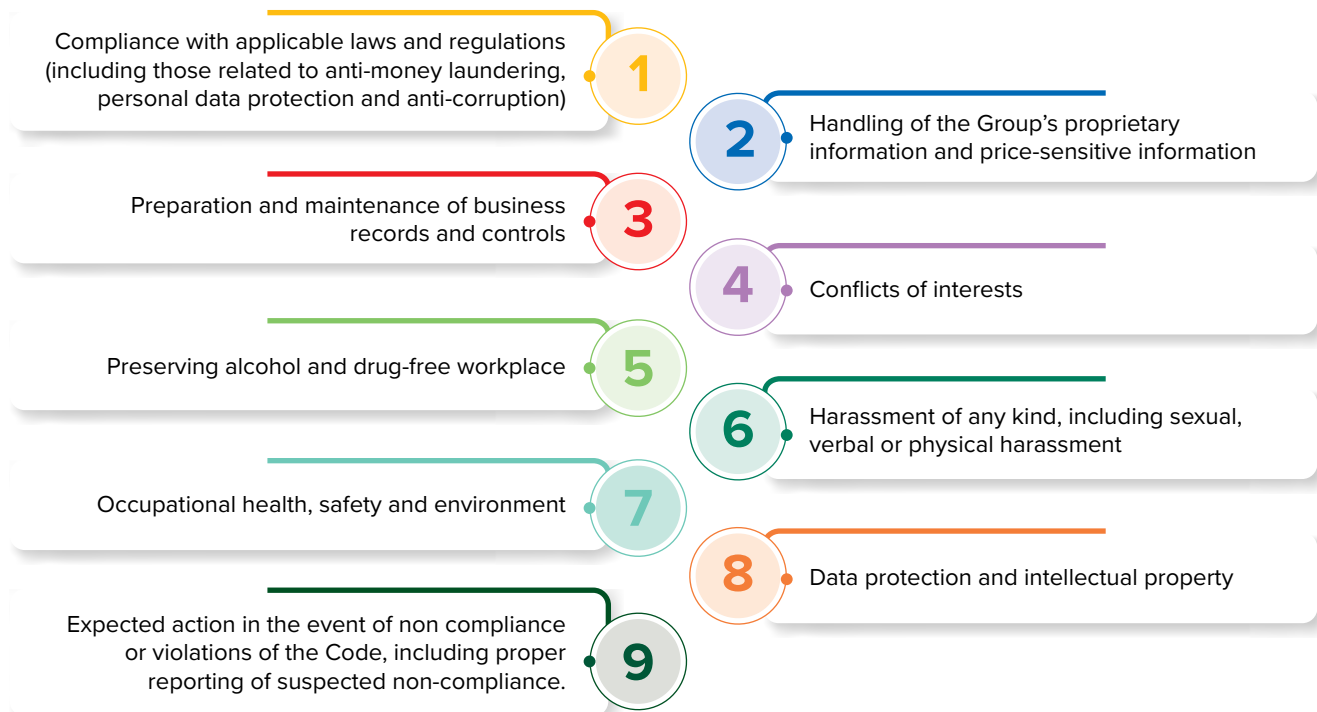 Compliance with applicable laws and regulations
(including those related to anti-money laundering,
personal data protection and anti-corruption)
1
2
Handling of the Group’s proprietary
information and price-sensitive information
Preparation and maintenance of business
records and controls
3
4
Conflicts of interests
Preserving alcohol and drug-free workplace
5
6
Harassment of any kind, including sexual,
verbal or physical harassment
Occupational health, safety and environment
7
8
Data protection and intellectual property
Expected action in the event of non compliance
or violations of the Code, including proper
reporting of suspected non-compliance.
9